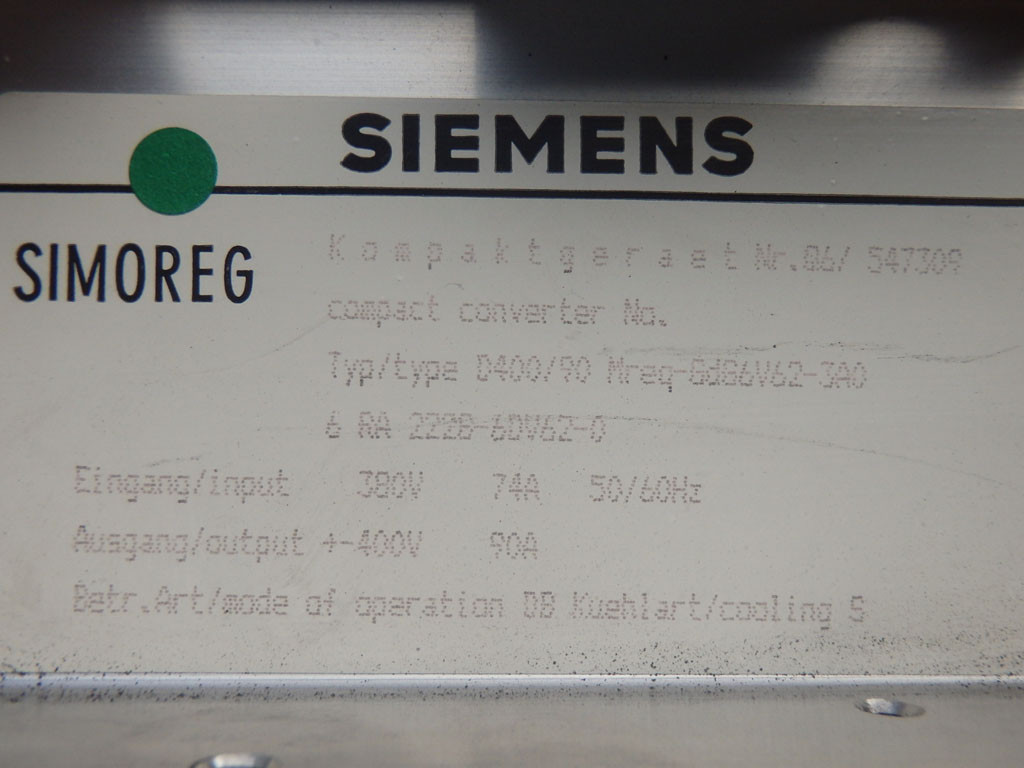 SIEMENS
SIMOREG
Kompaktgeraet Nr.Q6/ 547309
compact converter No.
Typ/type D400/90 Mreq-GdG6V62-3A0
6 RA 2228-6DV62-0
Eingang/input 380V 74A 50/60Hz
Ausgang/output +-400V 90A
Betr.Art/mode of operation DB Kuehlart/cooling S